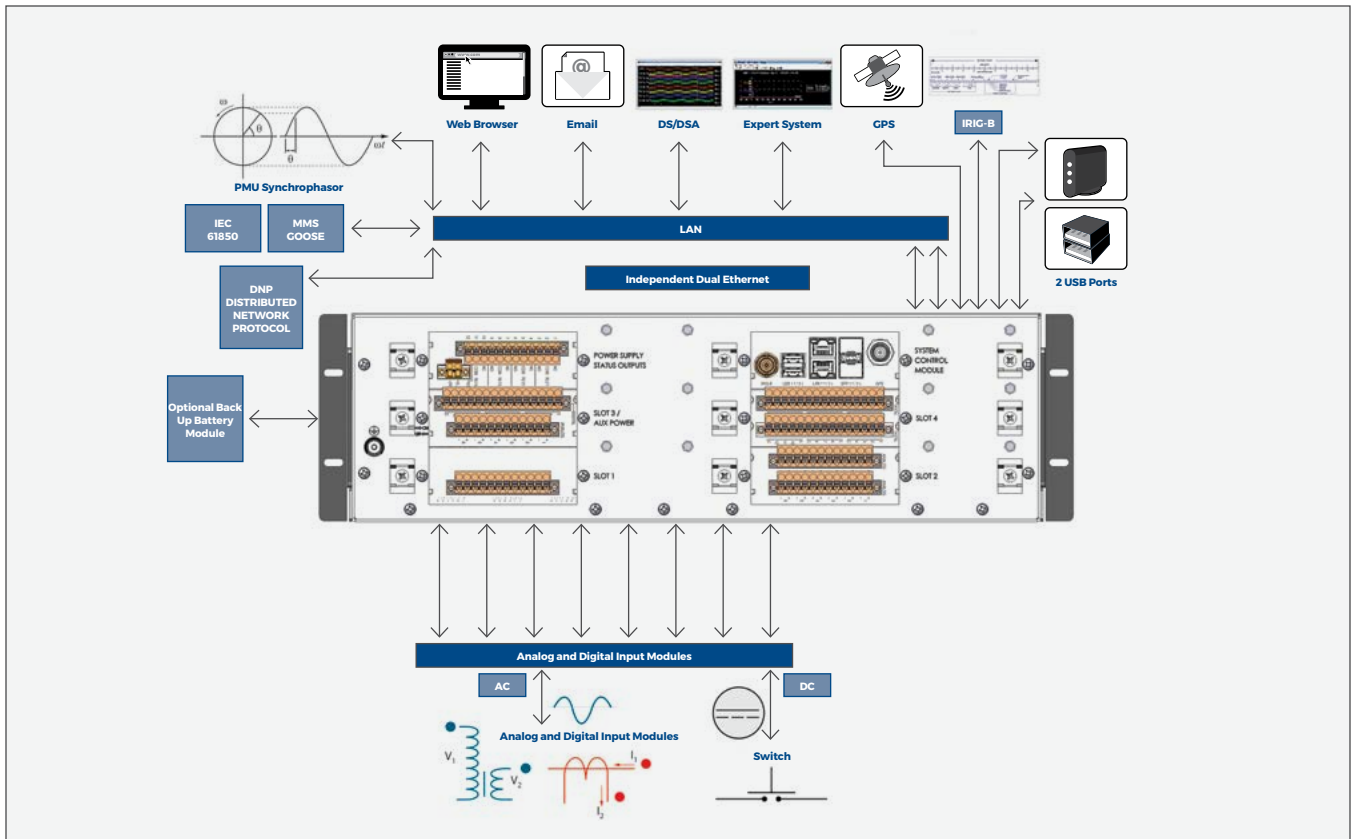 @
Web Browser
Email
DS/DSA
Expert System
GPS
IRIG-B
ω
θ
θ
ωt
PMU Synchrophasor
IEC
61850
MMS
GOOSE
LAN
2 USB Ports
DNP
DISTRIBUTED
NETWORK
PROTOCOL
Independent Dual Ethernet
POWER SUPPLY
STATUS OUTPUTS
SYSTEM
CONTROL
MODULE
Optional Back
Up Battery
Module
SLOT 3 /
AUX POWER
SLOT 4
SLOT 1
SLOT 2
Analog and Digital Input Modules
AC
DC
Analog and Digital Input Modules
V1
V2
I1
I2
Switch